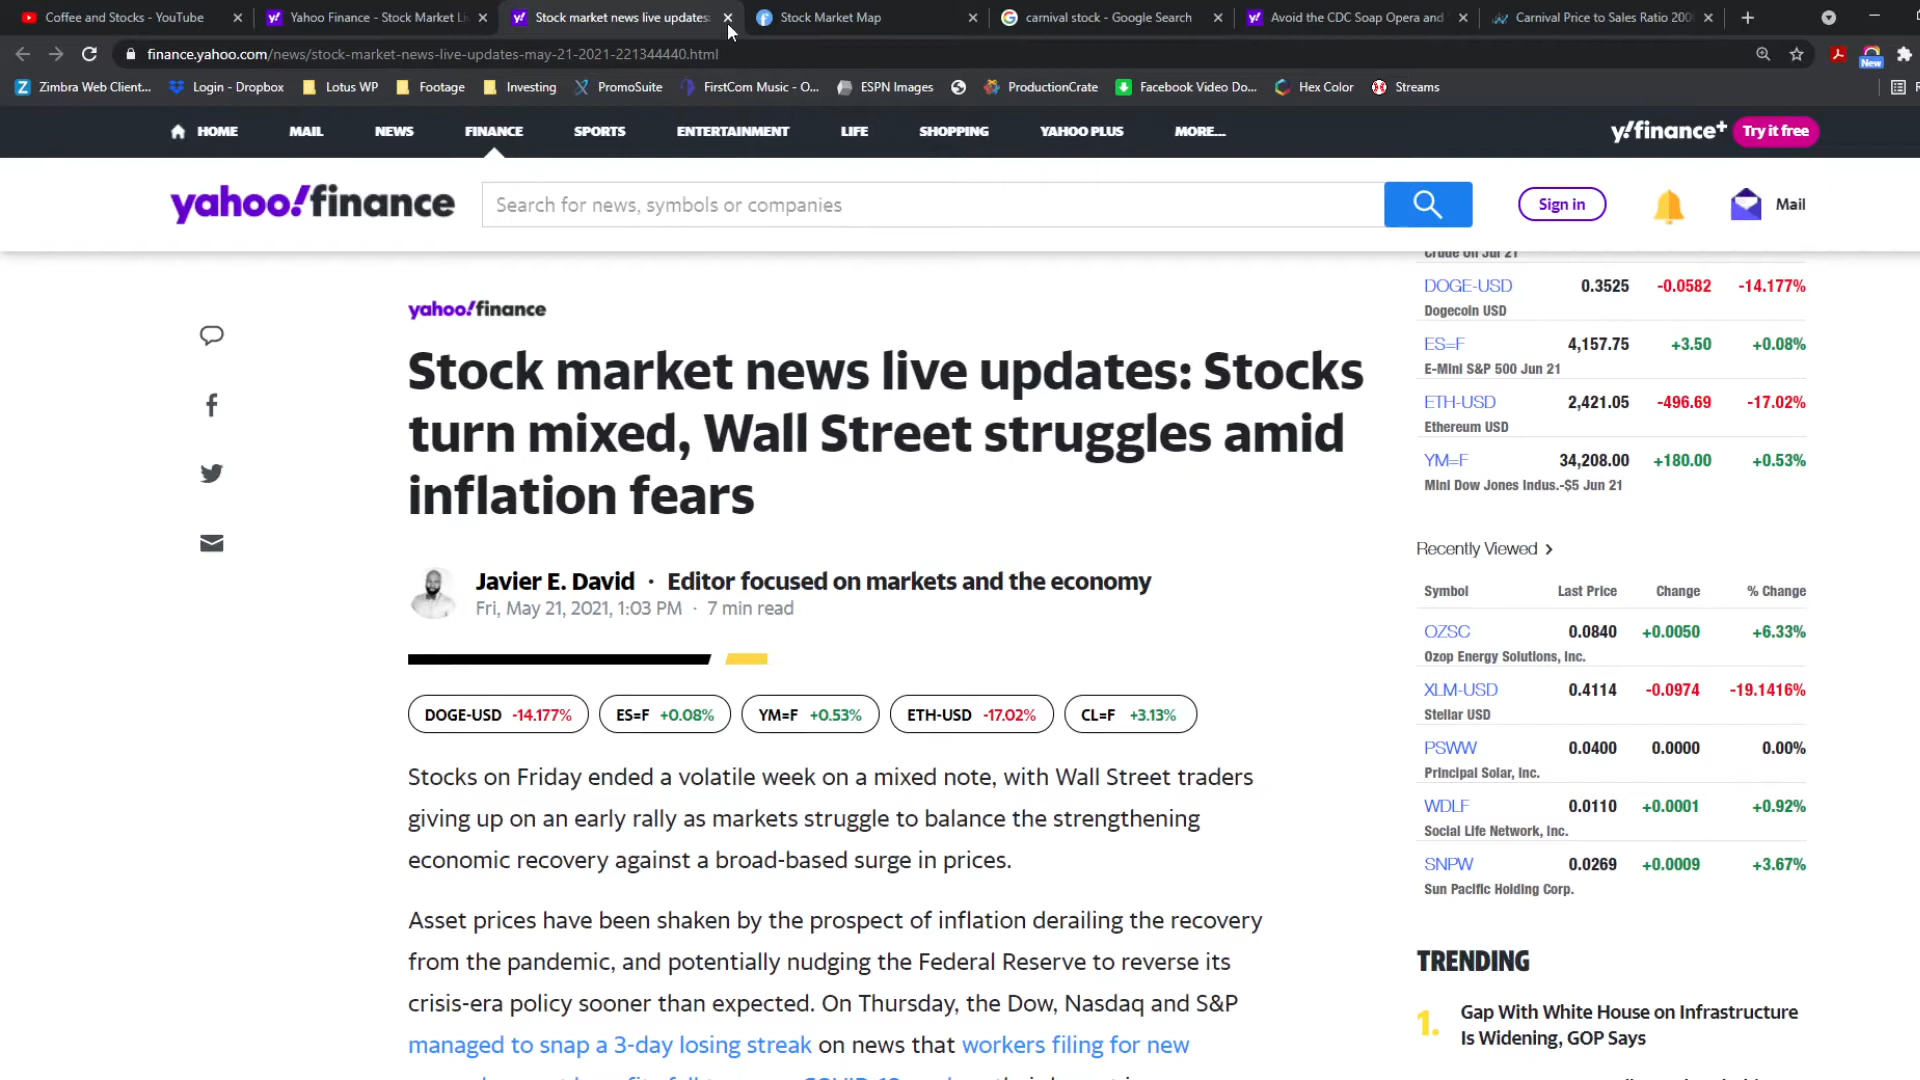 Coffee and Stocks - YouTube
Yahoo Finance - Stock Market Li
Stock market news live updates:
Stock Market Map
carnival stock - Google Search
Avoid the CDC Soap Opera and
Carnival Price to Sales Ratio 200
finance.yahoo.com/news/stock-market-news-live-updates-may-21-2021-221344440.html
New
Zimbra Web Client...
Login - Dropbox
Lotus WP
Footage
Investing
PromoSuite
FirstCom Music - O...
ESPN Images
ProductionCrate
Facebook Video Do...
Hex Color
Streams
HOME MAIL NEWS FINANCE SPORTS ENTERTAINMENT LIFE SHOPPING YAHOO PLUS MORE...
y!finance+ Try it free
yahoo!finance
Search for news, symbols or companies
Sign in
Mail
yahoo!finance
Stock market news live updates: Stocks
turn mixed, Wall Street struggles amid
inflation fears
Javier E. David · Editor focused on markets and the economy
Fri, May 21, 2021, 1:03 PM · 7 min read
DOGE-USD -14.177% ES=F +0.08% YM=F +0.53% ETH-USD -17.02% CL=F +3.13%
Stocks on Friday ended a volatile week on a mixed note, with Wall Street traders
giving up on an early rally as markets struggle to balance the strengthening
economic recovery against a broad-based surge in prices.
Asset prices have been shaken by the prospect of inflation derailing the recovery
from the pandemic, and potentially nudging the Federal Reserve to reverse its
crisis-era policy sooner than expected. On Thursday, the Dow, Nasdaq and S&P
managed to snap a 3-day losing streak on news that workers filing for new
Crude Oil Jul 21
DOGE-USD 0.3525 -0.0582 -14.177%
Dogecoin USD
ES=F 4,157.75 +3.50 +0.08%
E-Mini S&P 500 Jun 21
ETH-USD 2,421.05 -496.69 -17.02%
Ethereum USD
YM=F 34,208.00 +180.00 +0.53%
Mini Dow Jones Indus.-$5 Jun 21
Recently Viewed
Symbol Last Price Change % Change
OZSC 0.0840 +0.0050 +6.33%
Ozop Energy Solutions, Inc.
XLM-USD 0.4114 -0.0974 -19.1416%
Stellar USD
PSWW 0.0400 0.0000 0.00%
Principal Solar, Inc.
WDLF 0.0110 +0.0001 +0.92%
Social Life Network, Inc.
SNPW 0.0269 +0.0009 +3.67%
Sun Pacific Holding Corp.
TRENDING
1. Gap With White House on Infrastructure
Is Widening, GOP Says